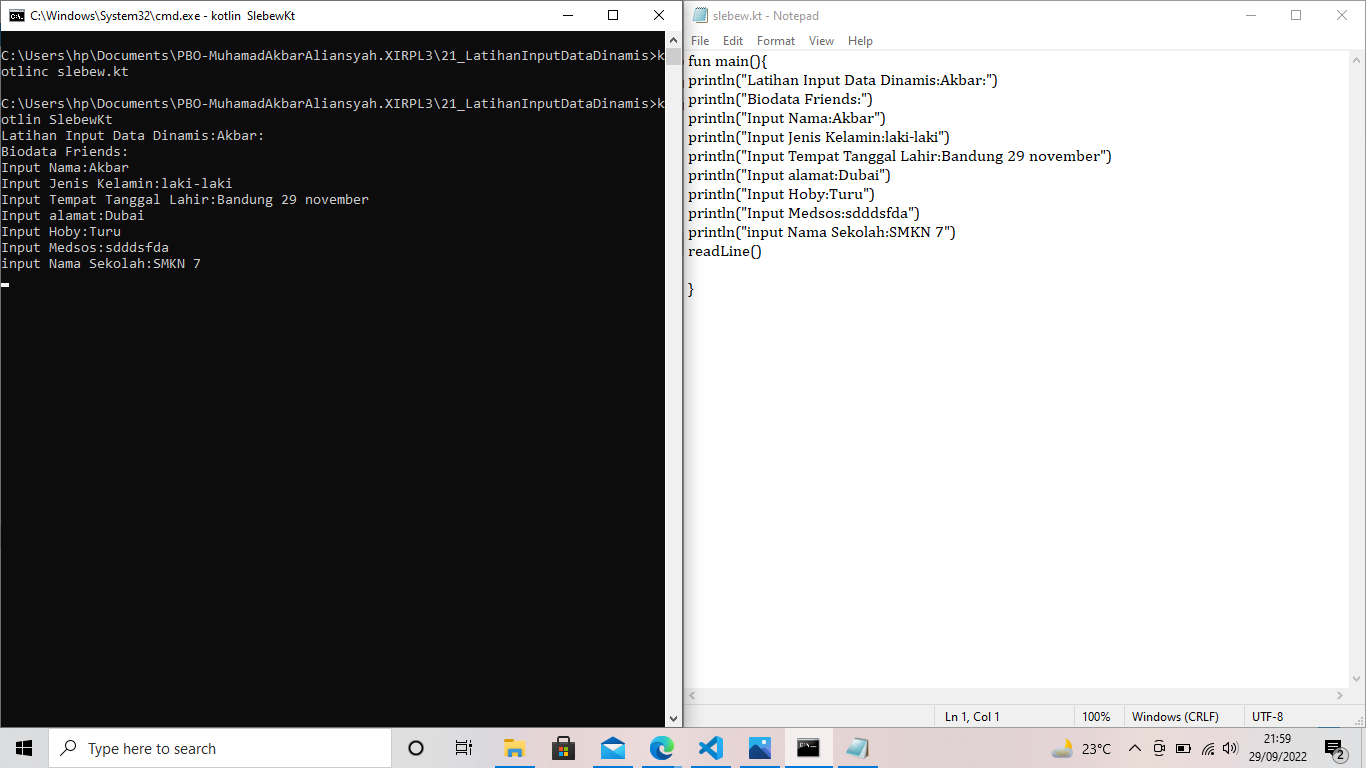 C:\Windows\System32\cmd.exe - kotlin  SlebewKt
C:\Users\hp\Documents\PBO-MuhamadAkbarAliansyah.XIRPL3\21_LatihanInputDataDinamis>k
otlinc slebew.kt
C:\Users\hp\Documents\PBO-MuhamadAkbarAliansyah.XIRPL3\21_LatihanInputDataDinamis>k
otlin SlebewKt
Latihan Input Data Dinamis:Akbar:
Biodata Friends:
Input Nama:Akbar
Input Jenis Kelamin:laki-laki
Input Tempat Tanggal Lahir:Bandung 29 november
Input alamat:Dubai
Input Hoby:Turu
Input Medsos:sdddsfda
input Nama Sekolah:SMKN 7
slebew.kt - Notepad
File Edit Format View Help
fun main(){
println("Latihan Input Data Dinamis:Akbar:")
println("Biodata Friends:")
println("Input Nama:Akbar")
println("Input Jenis Kelamin:laki-laki")
println("Input Tempat Tanggal Lahir:Bandung 29 november")
println("Input alamat:Dubai")
println("Input Hoby:Turu")
println("Input Medsos:sdddsfda")
println("input Nama Sekolah:SMKN 7")
readLine()
}
Ln 1, Col 1 100% Windows (CRLF) UTF-8
Type here to search
23°C
21:59
29/09/2022
2